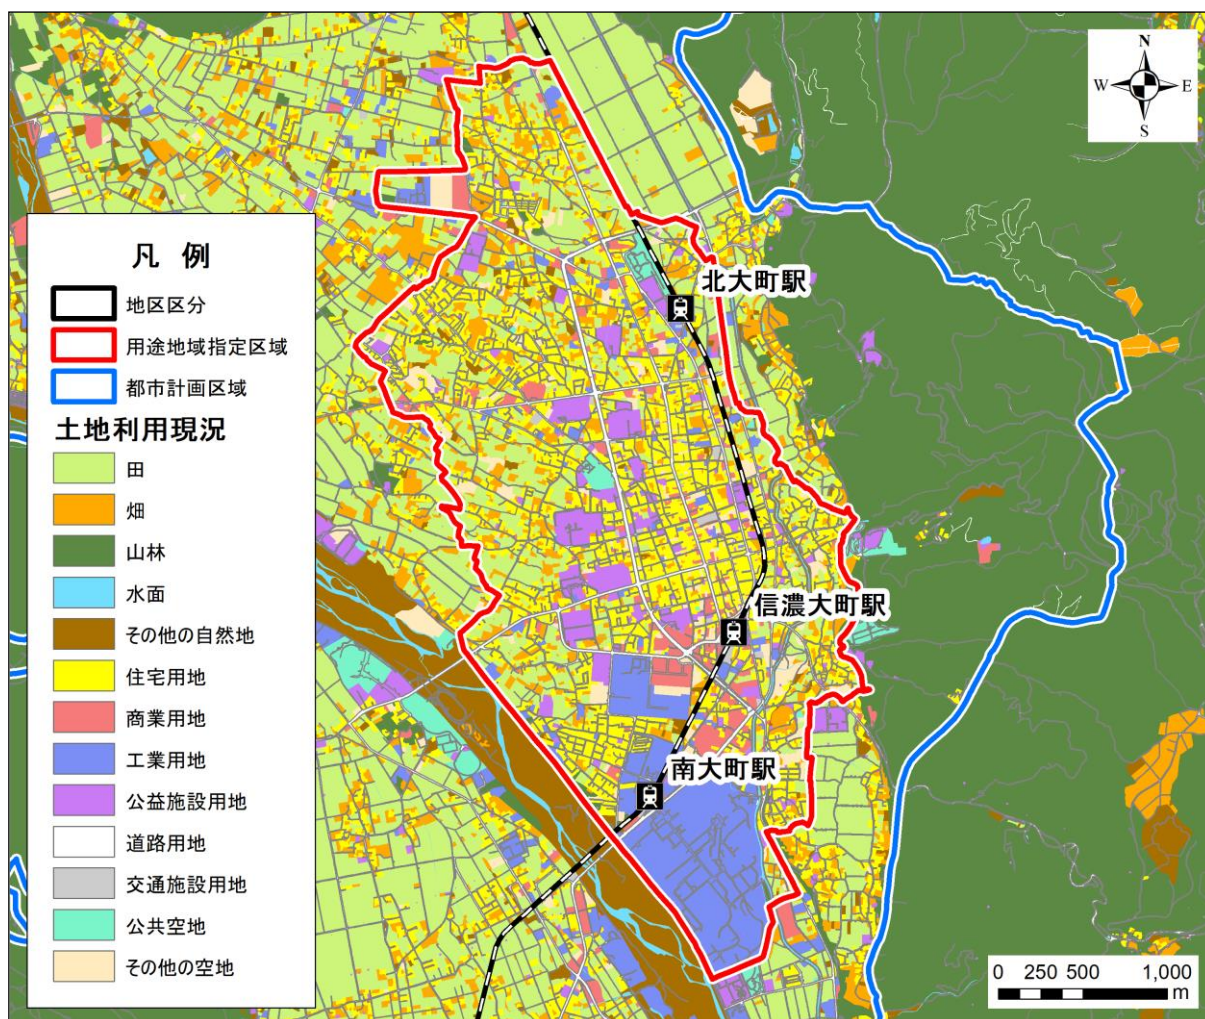 N
W E
S
北大町駅
信濃大町駅
南大町駅
凡 例
地区区分
用途地域指定区域
都市計画区域
土地利用現況
田
畑
山林
水面
その他の自然地
住宅用地
商業用地
工業用地
公益施設用地
道路用地
交通施設用地
公共空地
その他の空地
0 250 500 1,000
m